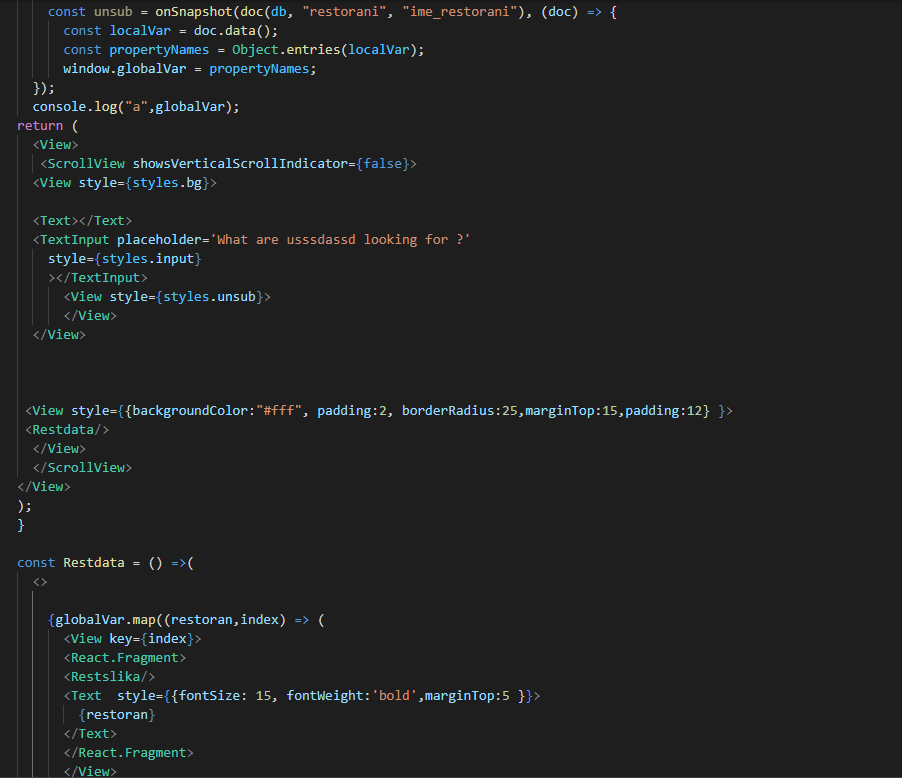 const unsub = onSnapshot(doc(db, "restorani", "ime_restorani"), (doc) => {
const localVar = doc.data();
const propertyNames = Object.entries(localVar);
window.globalVar = propertyNames;
});
console.log("a",globalVar);
return (
<View>
<ScrollView showsVerticalScrollIndicator={false}>
<View style={styles.bg}>
<Text></Text>
<TextInput placeholder='What are usssdassd looking for ?'
style={styles.input}
></TextInput>
<View style={styles.unsub}>
</View>
</View>
<View style={{backgroundColor:"#fff", padding:2, borderRadius:25,marginTop:15,padding:12} }>
<Restdata/>
</View>
</ScrollView>
</View>
);
}
const Restdata = () =>(
<>
{globalVar.map((restoran,index) => (
<View key={index}>
<React.Fragment>
<Restslika/>
<Text  style={{fontSize: 15, fontWeight:'bold',marginTop:5 }}>
{restoran}
</Text>
</React.Fragment>
</View>